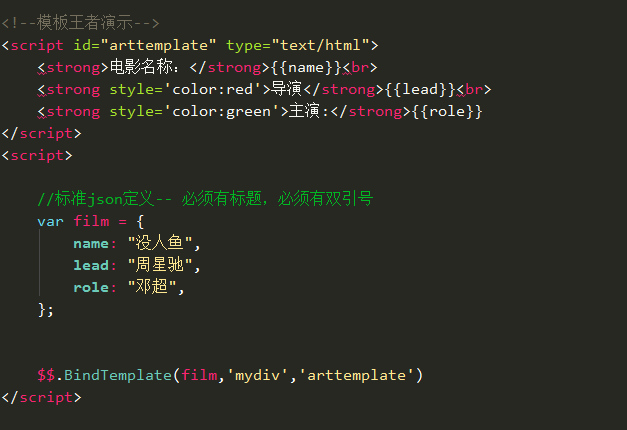 <!--模板王者演示-->
<script id="arttemplate" type="text/html">
<strong>电影名称: </strong>{{name}}<br>
<strong style='color:red'>导演</strong>{{lead}}<br>
<strong style='color:green'>主演:</strong>{{role}}
</script>
<script>
//标准json定义-- 必须有标题，必须有双引号
var film = {
name: "没人鱼",
lead: "周星驰",
role: "邓超",
};
$$.BindTemplate(film,'mydiv','arttemplate')
</script>